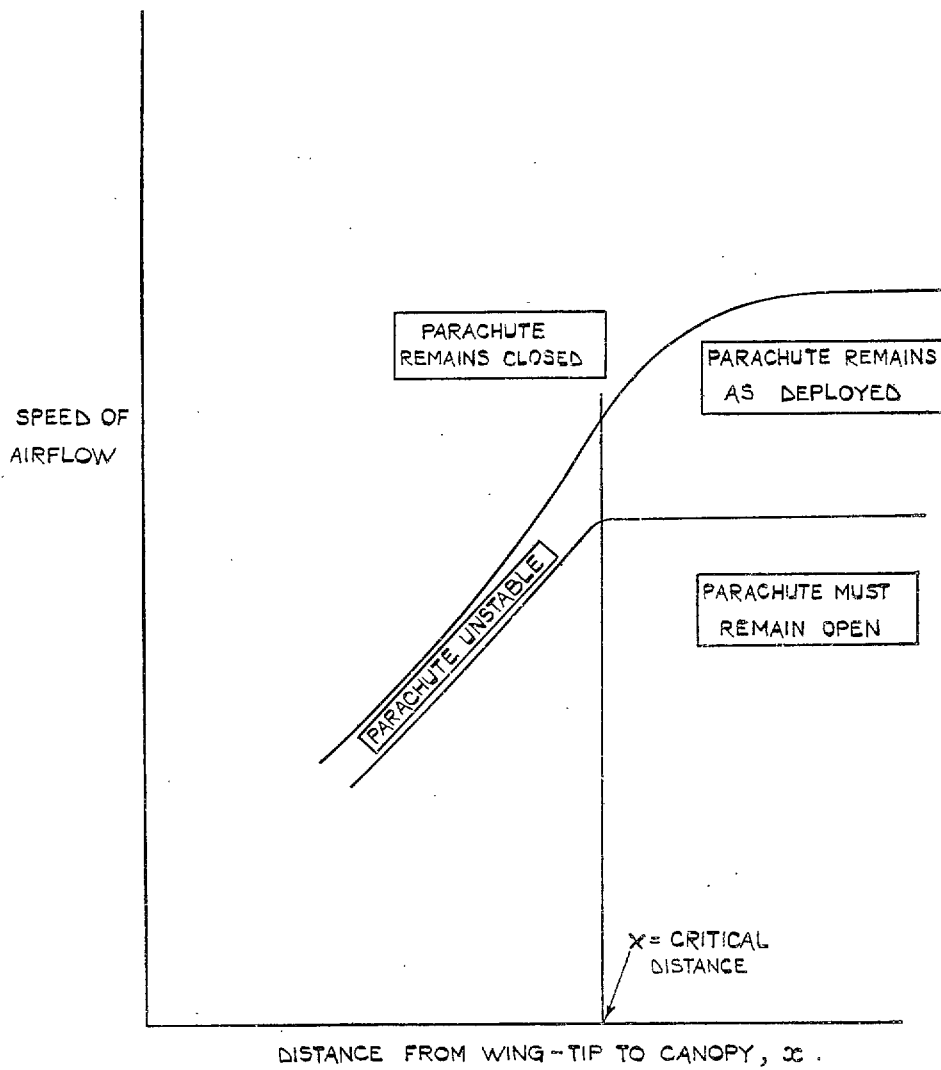 PARACHUTE
REMAINS CLOSED
PARACHUTE REMAINS
AS DEPLOYED
SPEED OF
AIRFLOW
PARACHUTE UNSTABLE
PARACHUTE MUST
REMAIN OPEN
X = CRITICAL
DISTANCE
DISTANCE FROM WING-TIP TO CANOPY, x.